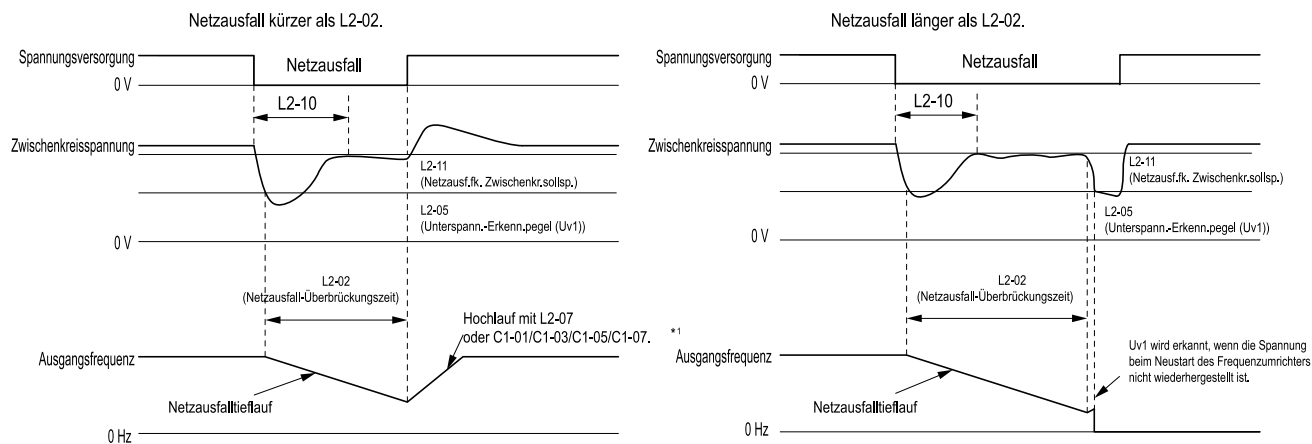 Netzausfall kürzer als L2-02.
Spannungsversorgung
Netzausfall
0 V
L2-10
Zwischenkreisspannung
L2-11
(Netzausf.fk. Zwischenkr.sollsp.)
L2-05
(Unterspann.-Erkenn.pegel (Uv1))
0 V
L2-02
(Netzausfall-Überbrückungszeit)
Hochlauf mit L2-07
oder C1-01/C1-03/C1-05/C1-07. *1
Ausgangsfrequenz
Netzausfalltieflauf
0 Hz
Netzausfall länger als L2-02.
Spannungsversorgung
Netzausfall
0 V
L2-10
Zwischenkreisspannung
L2-11
(Netzausf.fk. Zwischenkr.sollsp.)
L2-05
(Unterspann.-Erkenn.pegel (Uv1))
0 V
L2-02
(Netzausfall-Überbrückungszeit)
Ausgangsfrequenz
Uv1 wird erkannt, wenn die Spannung
beim Neustart des Frequenzumrichters
nicht wiederhergestellt ist.
Netzausfalltieflauf
0 Hz